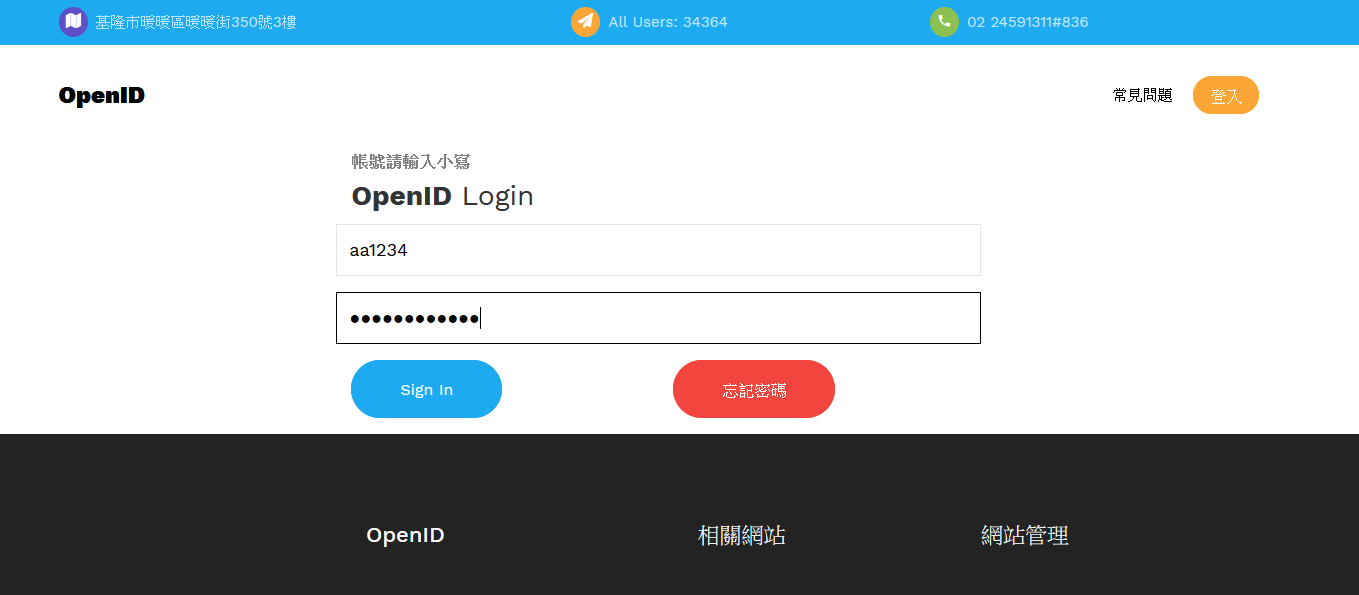 基隆市暖暖區暖暖街350號3樓
All Users: 34364
02 24591311#836
OpenID
常見問題
登入
帳號請輸入小寫
OpenID Login
aa1234
••••••••••••
Sign In
忘記密碼
OpenID
相關網站
網站管理